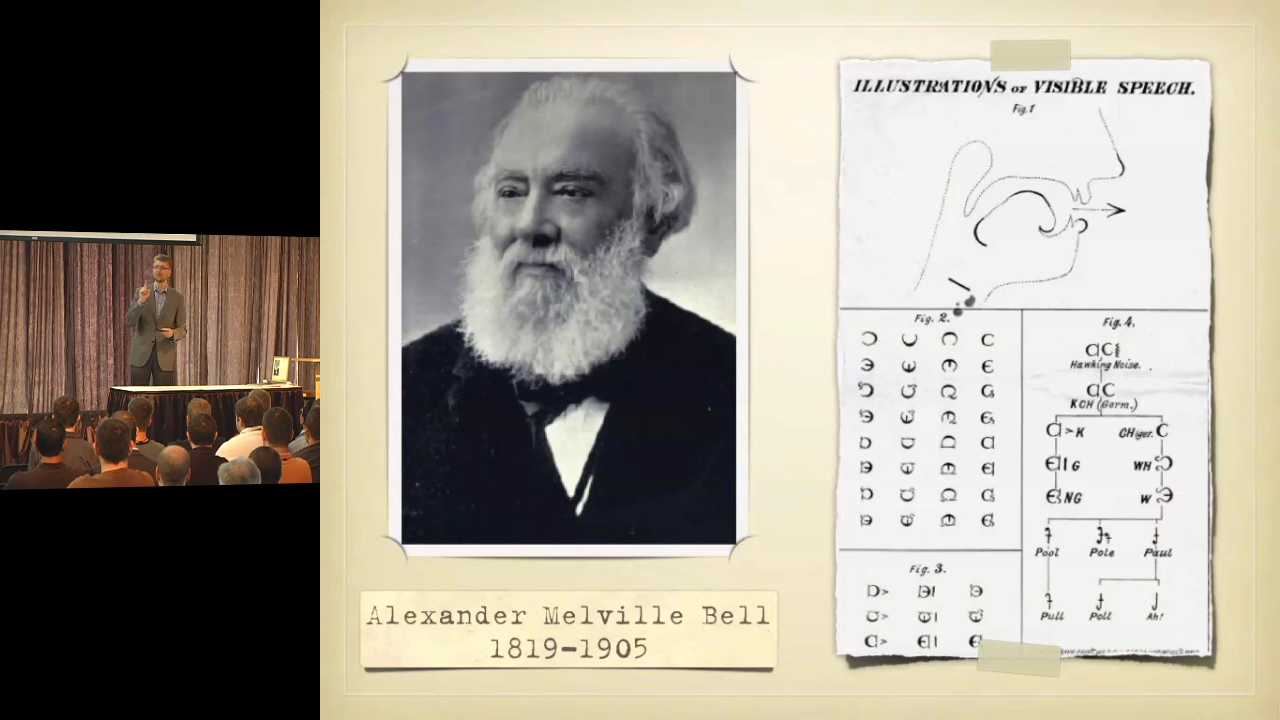 Alexander Melville Bell
1819-1905
ILLUSTRATIONS OF VISIBLE SPEECH.
Fig. 1
Fig. 2.
Fig. 3.
Fig. 4.
Hawking Noise.
KCH (Germ.)
K
CH ger.
G
WH
NG
W
Pool Pole Paul
Pull Poll Ah!